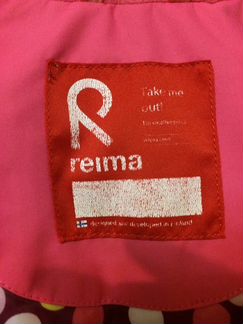 Take me
out!
reima
designed and developed in Finland